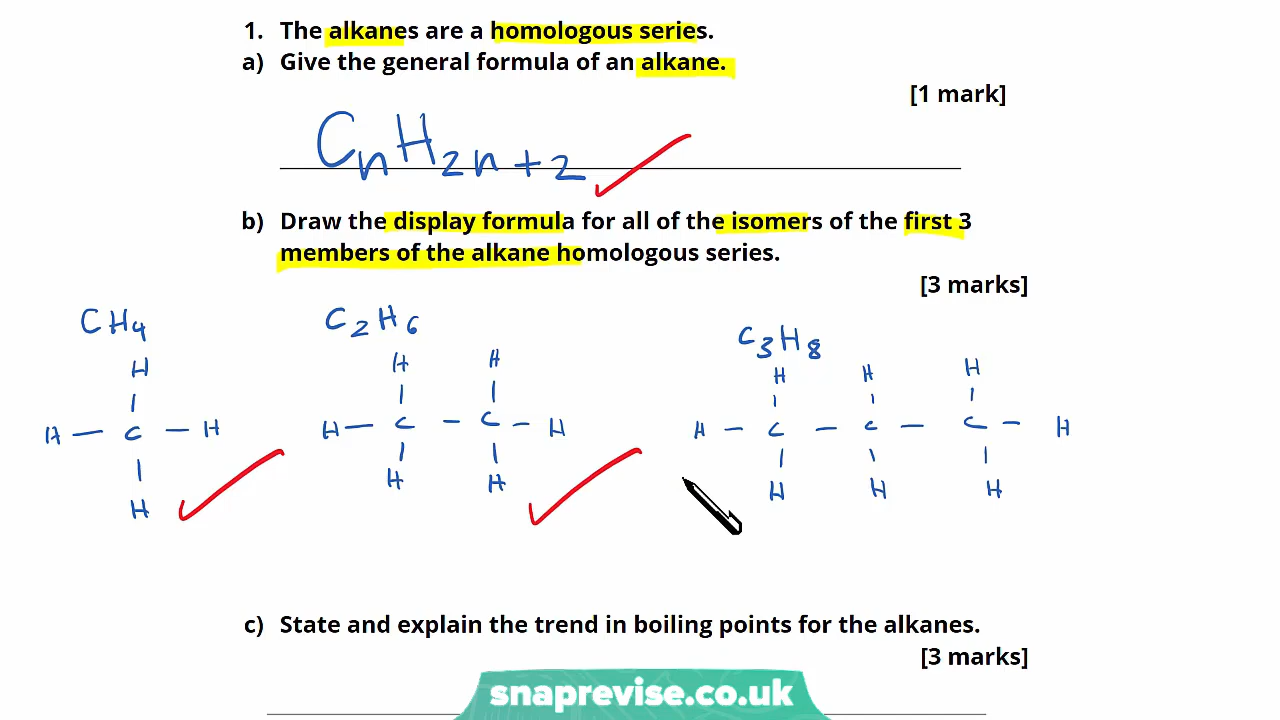 1. The alkanes are a homologous series.
a) Give the general formula of an alkane.
[1 mark]
CnH2n+2
b) Draw the display formula for all of the isomers of the first 3
members of the alkane homologous series.
[3 marks]
CH4
H
H — C — H
H
C2H6
H H
H — C — C — H
H H
C3H8
H H H
H — C — C — C — H
H H H
c) State and explain the trend in boiling points for the alkanes.
[3 marks]
snaprevise.co.uk